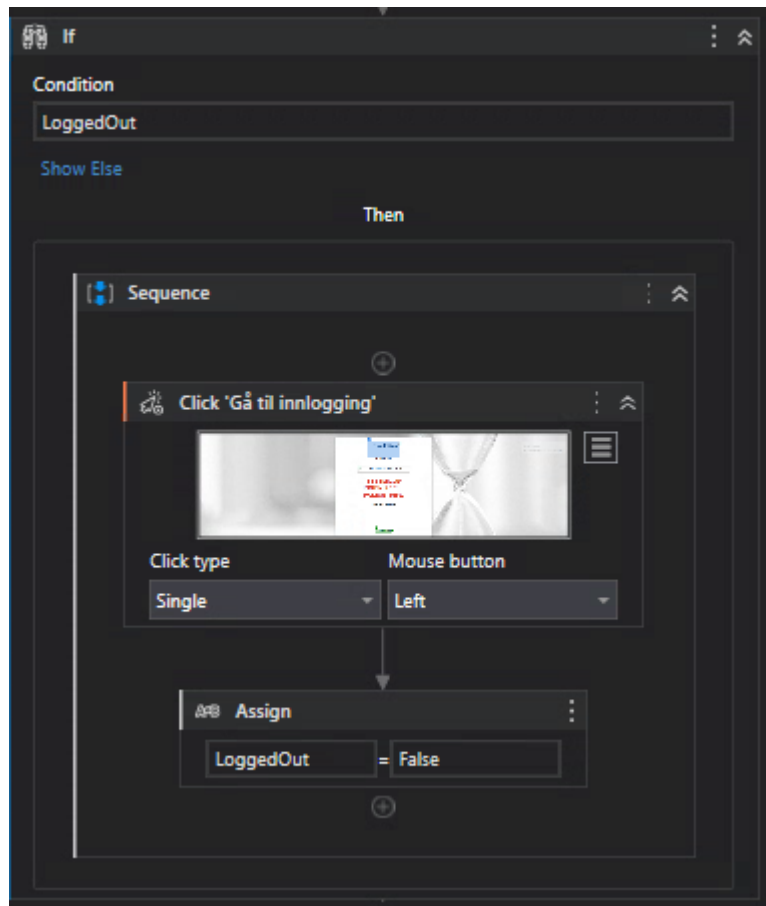 If
Condition
LoggedOut
Show Else
Then
Sequence
Click 'Gå til innlogging'
Click type
Mouse button
Single
Left
Assign
LoggedOut = False